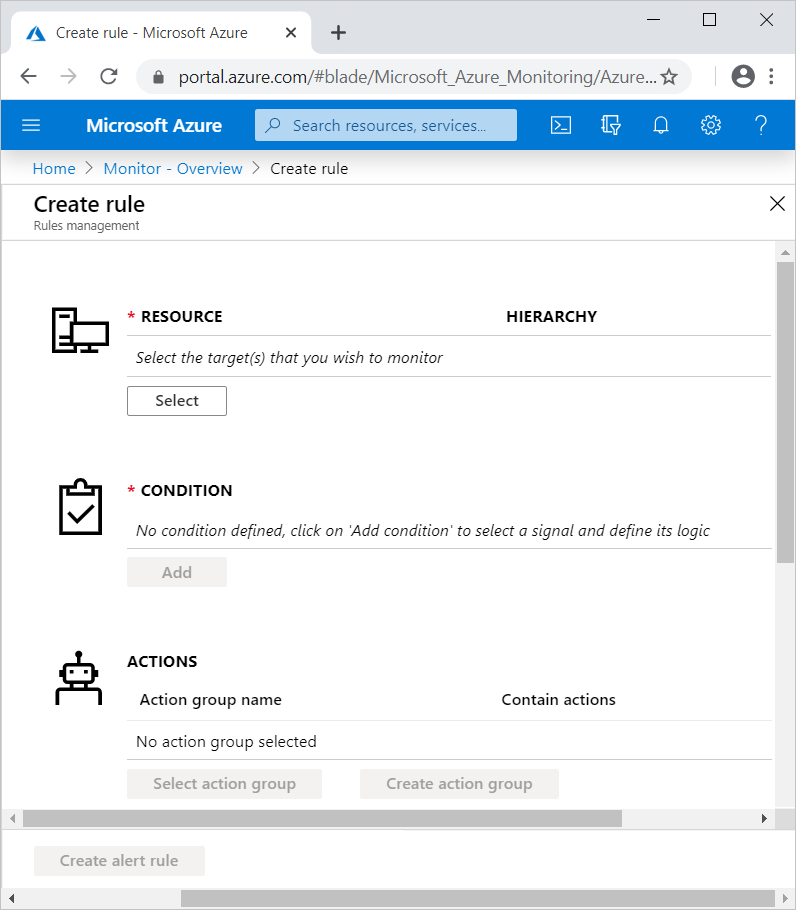 Create rule - Microsoft Azure
portal.azure.com/#blade/Microsoft_Azure_Monitoring/Azure...
Microsoft Azure
Search resources, services...
Home > Monitor - Overview > Create rule
Create rule
Rules management
* RESOURCE HIERARCHY
Select the target(s) that you wish to monitor
Select
* CONDITION
No condition defined, click on 'Add condition' to select a signal and define its logic
Add
ACTIONS
Action group name Contain actions
No action group selected
Select action group Create action group
Create alert rule